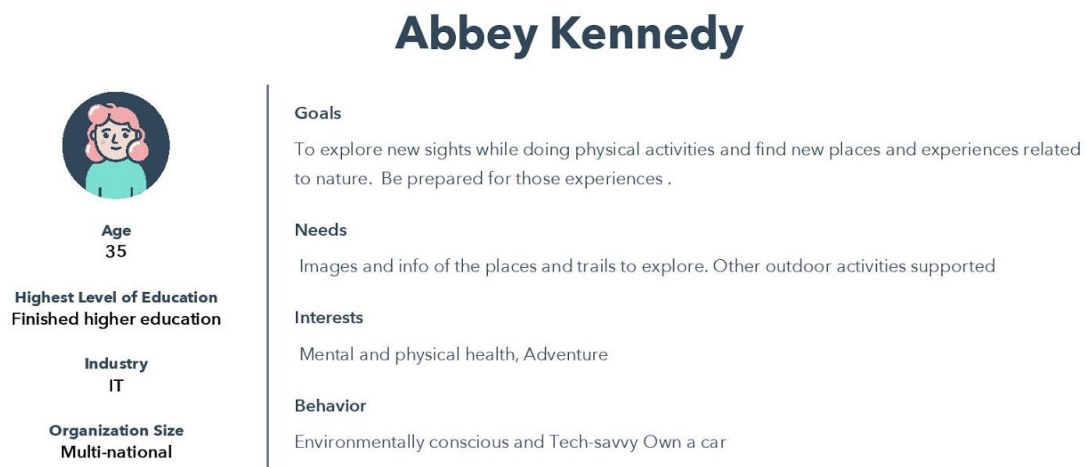 Abbey Kennedy
Age
35
Highest Level of Education
Finished higher education
Industry
IT
Organization Size
Multi-national
Goals
To explore new sights while doing physical activities and find new places and experiences related
to nature. Be prepared for those experiences .
Needs
Images and info of the places and trails to explore. Other outdoor activities supported
Interests
Mental and physical health, Adventure
Behavior
Environmentally conscious and Tech-savvy Own a car